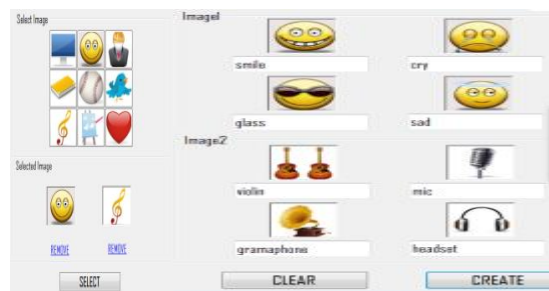 Select Image
Selected Image
REMOVE REMOVE
SELECT
Image1
smile cry
glass sad
Image2
violin mic
gramaphone headset
CLEAR CREATE